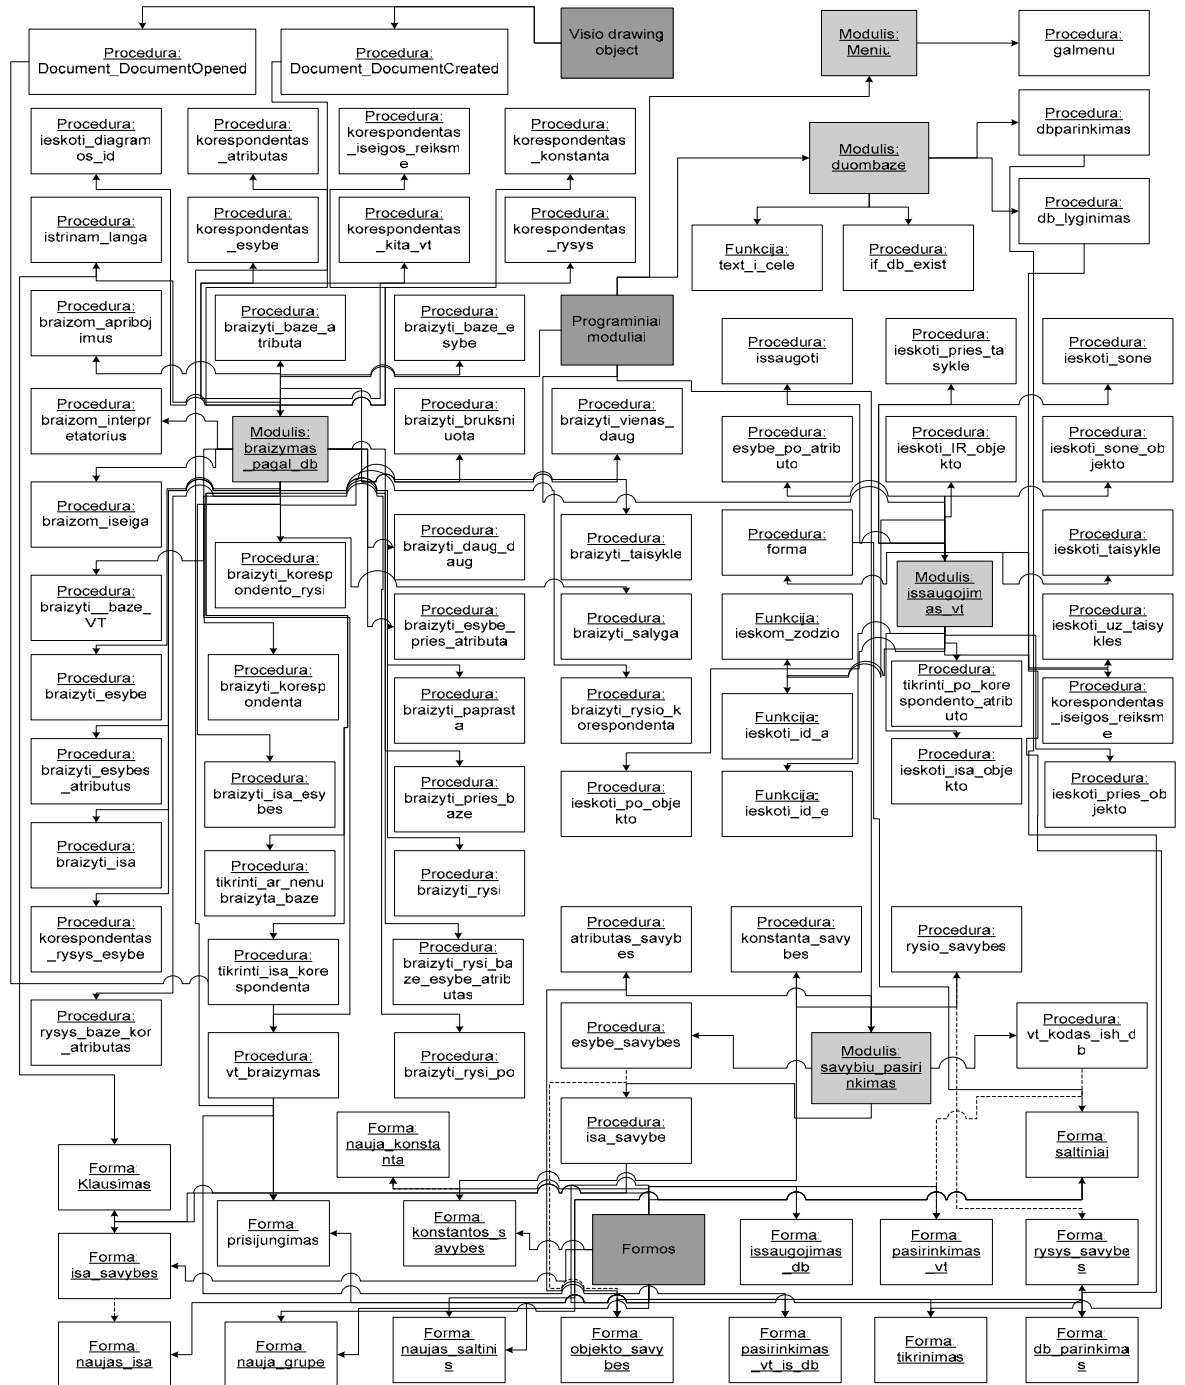 Procedura:
Document_DocumentOpened
Procedura:
Document_DocumentCreated
Visio drawing
object
Modulis:
Meniu
Procedura:
galmenu
Procedura:
ieskoti_diagram
os_id
Procedura:
korespondentas
_atributas
Procedura:
korespondentas
_iseigos_reiksm
e
Procedura:
korespondentas
_konstanta
Modulis:
duombaze
Procedura:
dbparinkimas
Procedura:
istrinam_langa
Procedura:
korespondentas
_esybe
Procedura:
korespondentas
_kita_vt
Procedura:
korespondentas
_rysys
Funkcija:
text_i_cele
Procedura:
if_db_exist
Procedura:
db_lyginimas
Procedura:
braizom_apriboj
imus
Procedura:
braizyti_baze_a
tributa
Procedura:
braizyti_baze_e
sybe
Programiniai
moduliai
Procedura:
issaugoti
Procedura:
ieskoti_pries_tai
sykle
Procedura:
ieskoti_sone
Procedura:
braizom_interpr
etatorius
Modulis:
braizymas
_pagal_db
Procedura:
braizyti_bruksni
uota
Procedura:
braizyti_vienas_
daug
Procedura:
esybe_po_atrib
uto
Procedura:
ieskoti_IR_obje
kto
Procedura:
ieskoti_sone_ob
jekto
Procedura:
braizom_iseiga
Procedura:
braizyti_koresp
ondento_rysi
Procedura:
braizyti_daug_d
aug
Procedura:
braizyti_taisykle
Procedura:
forma
Modulis:
issaugojim
as_vt
Procedura:
ieskoti_taisykle
Procedura:
braizyti__baze_
VT
Procedura:
braizyti_esybe_
pries_atributa
Procedura:
braizyti_salyga
Funkcija:
ieskom_zodzio
Procedura:
ieskoti_uz_taisy
kles
Procedura:
braizyti_esybe
Procedura:
braizyti_koresp
ondenta
Procedura:
braizyti_paprast
a
Procedura:
braizyti_rysio_k
orespondenta
Funkcija:
ieskoti_id_a
Procedura:
tikrinti_po_kore
spondento_atrib
uto
Procedura:
korespondentas
_iseigos_reiksm
e
Procedura:
braizyti_esybes
_atributus
Procedura:
braizyti_isa_esy
bes
Procedura:
braizyti_pries_b
aze
Procedura:
ieskoti_po_obje
kto
Funkcija:
ieskoti_id_e
Procedura:
ieskoti_isa_obje
kto
Procedura:
ieskoti_pries_ob
jekto
Procedura:
braizyti_isa
Procedura:
tikrinti_ar_nenu
braizyta_baze
Procedura:
braizyti_rysi
Procedura:
korespondentas
_rysys_esybe
Procedura:
tikrinti_isa_kore
spondenta
Procedura:
braizyti_rysi_ba
ze_esybe_atrib
utas
Procedura:
atributas_savyb
es
Procedura:
konstanta_savy
bes
Procedura:
rysio_savybes
Procedura:
rysys_baze_kor
_atributas
Procedura:
vt_braizymas
Procedura:
braizyti_rysi_po
Procedura:
esybe_savybes
Modulis:
savybiu_pasiri
nkimas
Procedura:
vt_kodas_ish_d
b
Procedura:
isa_savybe
Forma:
nauja_konsta
nta
Forma:
saltiniai
Forma:
Klausimas
Forma:
prisijungimas
Forma:
konstantos_s
avybes
Formos
Forma:
issaugojimas
_db
Forma:
pasirinkimas
_vt
Forma:
rysys_savybe
s
Forma:
isa_savybes
Forma:
naujas_isa
Forma:
nauja_grupe
Forma:
naujas_saltini
s
Forma:
objekto_savy
bes
Forma:
pasirinkimas
_vt_is_db
Forma:
tikrinimas
Forma:
db_parinkima
s